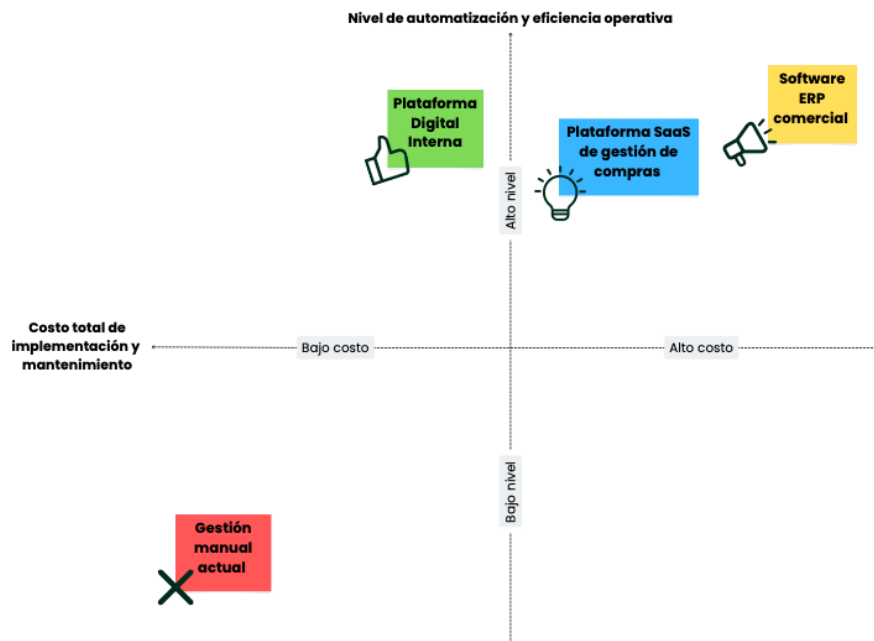 Nivel de automatización y eficiencia operativa
Software
ERP
comercial
Plataforma
Digital
Interna
Plataforma SaaS
de gestión de
compras
Alto nivel
Costo total de
implementación y
mantenimiento
Bajo costo
Alto costo
Bajo nivel
Gestión
manual
actual